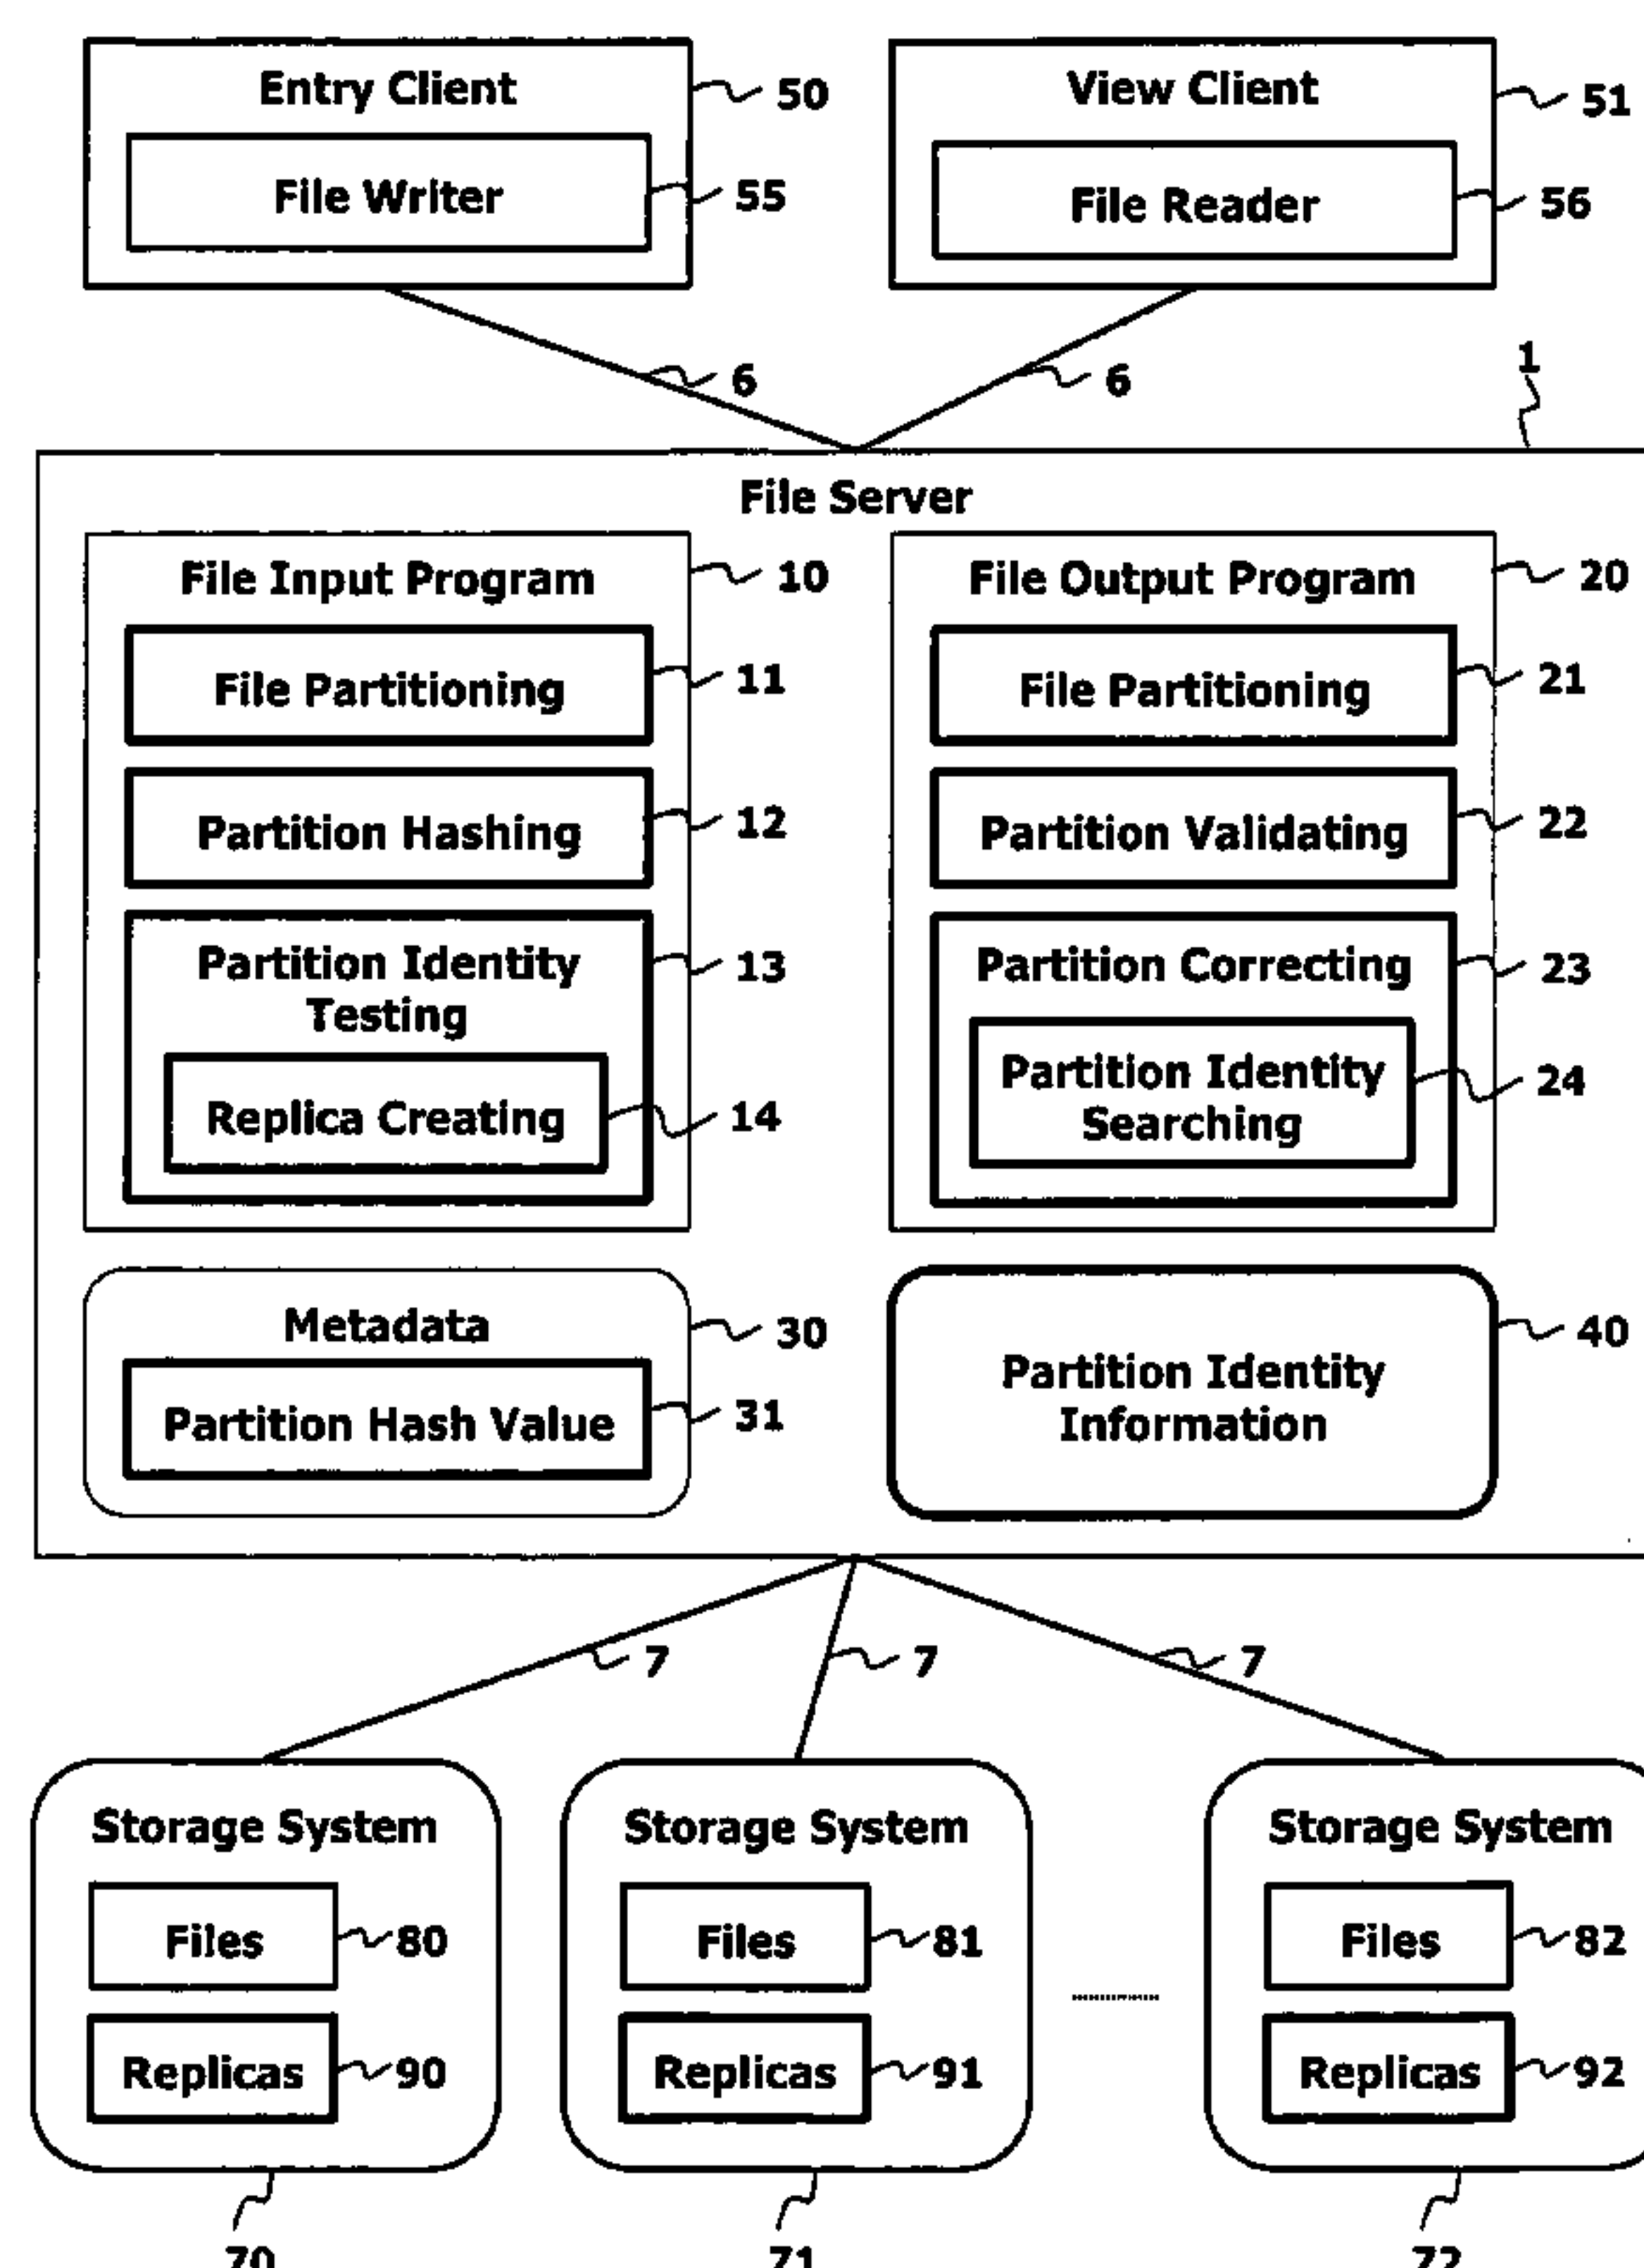 Entry Client
50
View Client
51
File Writer
55
File Reader
56
6
6
1
File Server
File Input Program
10
File Output Program
20
File Partitioning
11
File Partitioning
21
Partition Hashing
12
Partition Validating
22
Partition Identity
Testing
13
Partition Correcting
23
Replica Creating
14
Partition Identity
Searching
24
Metadata
30
Partition Identity
Information
40
Partition Hash Value
31
7
7
7
Storage System
Storage System
Storage System
Files
80
Files
81
Files
82
Replicas
90
Replicas
91
Replicas
92
70
71
72